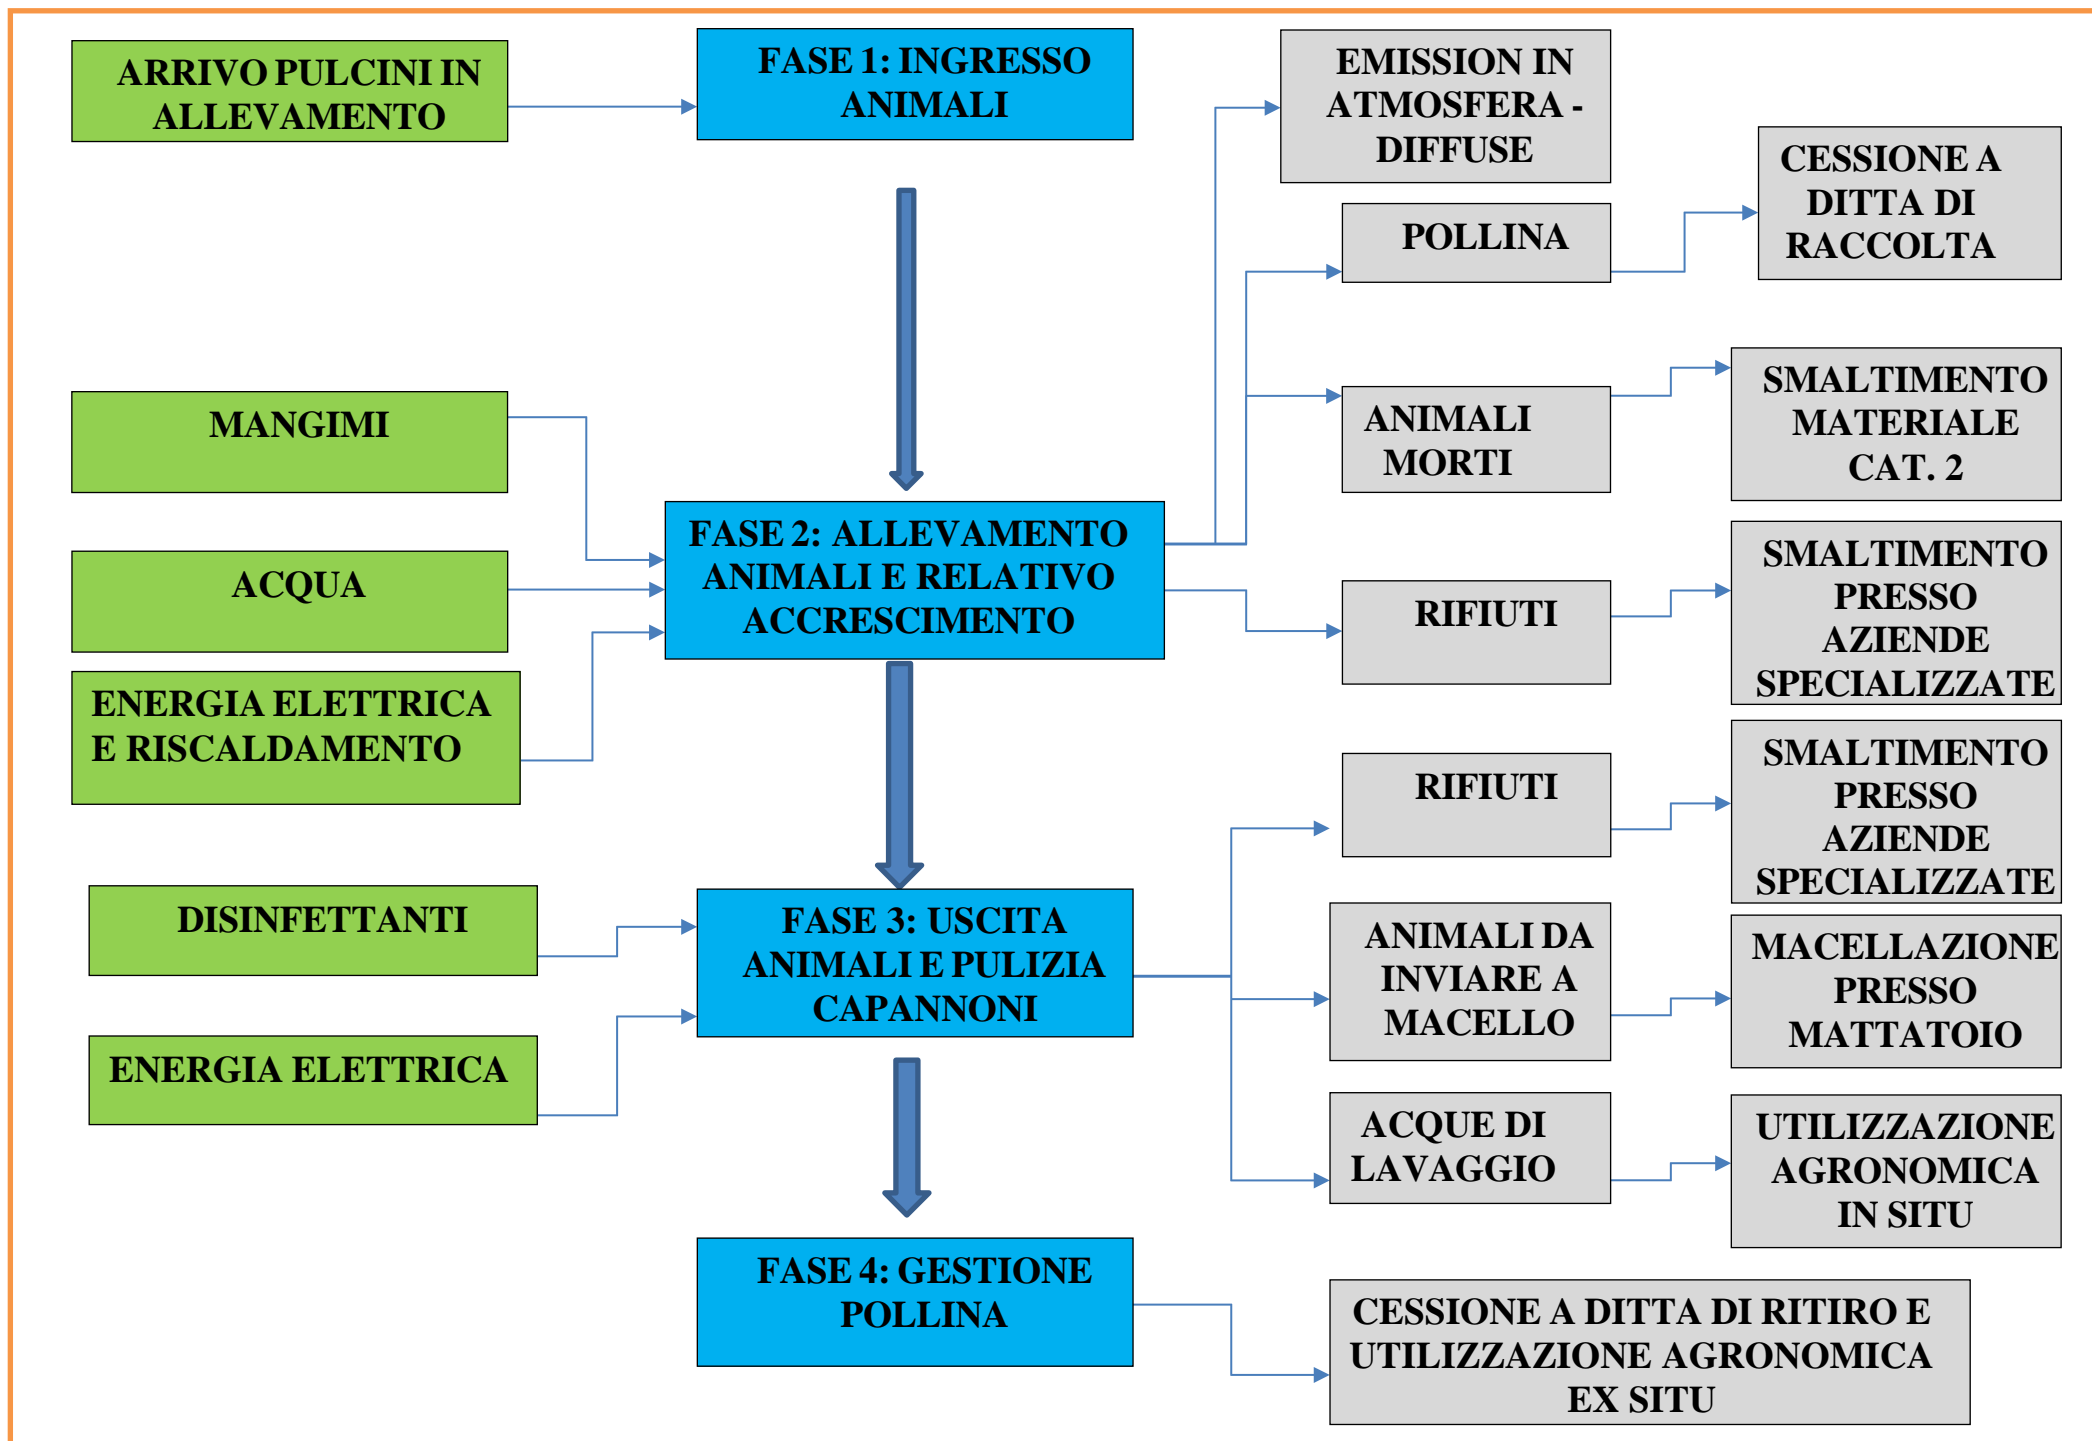 ARRIVO PULCINI IN
ALLEVAMENTO
FASE 1: INGRESSO
ANIMALI
EMISSION IN
ATMOSFERA -
DIFFUSE
CESSIONE A
DITTA DI
RACCOLTA
POLLINA
MANGIMI
ANIMALI
MORTI
SMALTIMENTO
MATERIALE
CAT. 2
FASE 2: ALLEVAMENTO
ANIMALI E RELATIVO
ACCRESCIMENTO
ACQUA
RIFIUTI
SMALTIMENTO
PRESSO
AZIENDE
SPECIALIZZATE
ENERGIA ELETTRICA
E RISCALDAMENTO
RIFIUTI
SMALTIMENTO
PRESSO
AZIENDE
SPECIALIZZATE
DISINFETTANTI
FASE 3: USCITA
ANIMALI E PULIZIA
CAPANNONI
ANIMALI DA
INVIARE A
MACELLO
MACELLAZIONE
PRESSO
MATTATOIO
ENERGIA ELETTRICA
ACQUE DI
LAVAGGIO
UTILIZZAZIONE
AGRONOMICA
IN SITU
FASE 4: GESTIONE
POLLINA
CESSIONE A DITTA DI RITIRO E
UTILIZZAZIONE AGRONOMICA
EX SITU